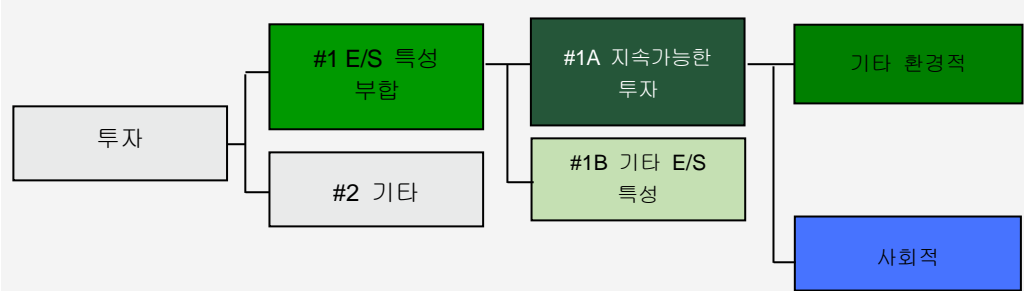 투자
#1 E/S 특성
부합
#2 기타
#1A 지속가능한
투자
#1B 기타 E/S
특성
기타 환경적
사회적